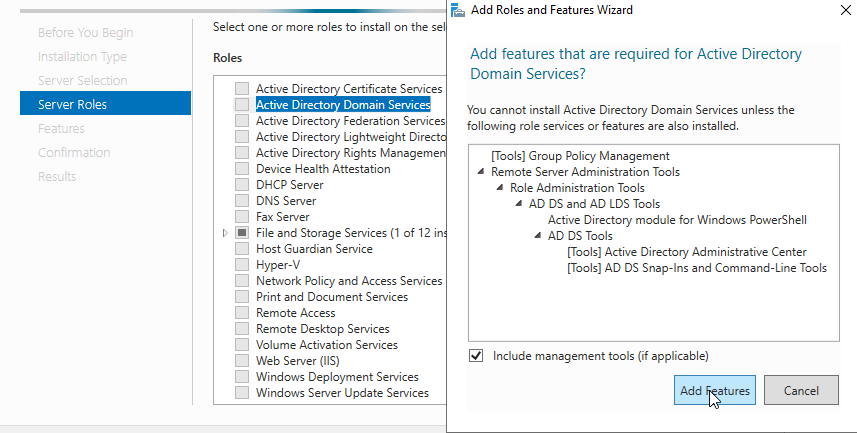 Before You Begin
Installation Type
Server Selection
Server Roles
Features
Confirmation
Results
Select one or more roles to install on the sel
Roles
Active Directory Certificate Services
Active Directory Domain Services
Active Directory Federation Services
Active Directory Lightweight Directo
Active Directory Rights Managemen
Device Health Attestation
DHCP Server
DNS Server
Fax Server
File and Storage Services (1 of 12 ins
Host Guardian Service
Hyper-V
Network Policy and Access Services
Print and Document Services
Remote Access
Remote Desktop Services
Volume Activation Services
Web Server (IIS)
Windows Deployment Services
Windows Server Update Services
Add Roles and Features Wizard
Add features that are required for Active Directory
Domain Services?
You cannot install Active Directory Domain Services unless the
following role services or features are also installed.
[Tools] Group Policy Management
Remote Server Administration Tools
Role Administration Tools
AD DS and AD LDS Tools
Active Directory module for Windows PowerShell
AD DS Tools
[Tools] Active Directory Administrative Center
[Tools] AD DS Snap-Ins and Command-Line Tools
Include management tools (if applicable)
Add Features
Cancel